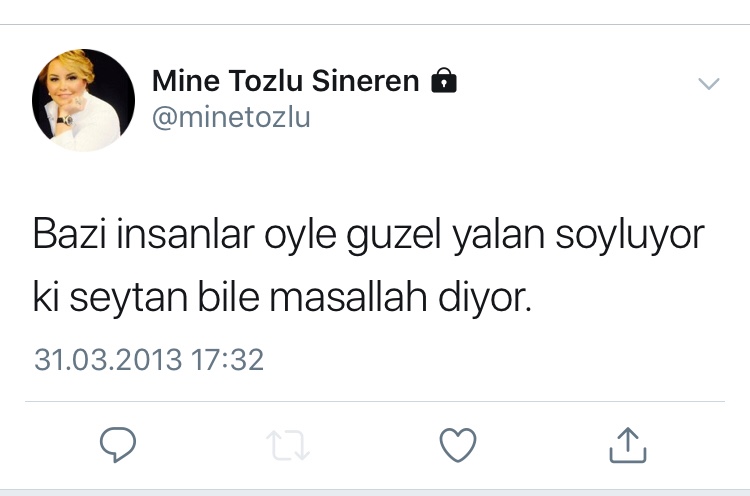 Mine Tozlu Sineren
@minetozlu
Bazi insanlar oyle guzel yalan soyluyor
ki seytan bile masallah diyor.
31.03.2013 17:32